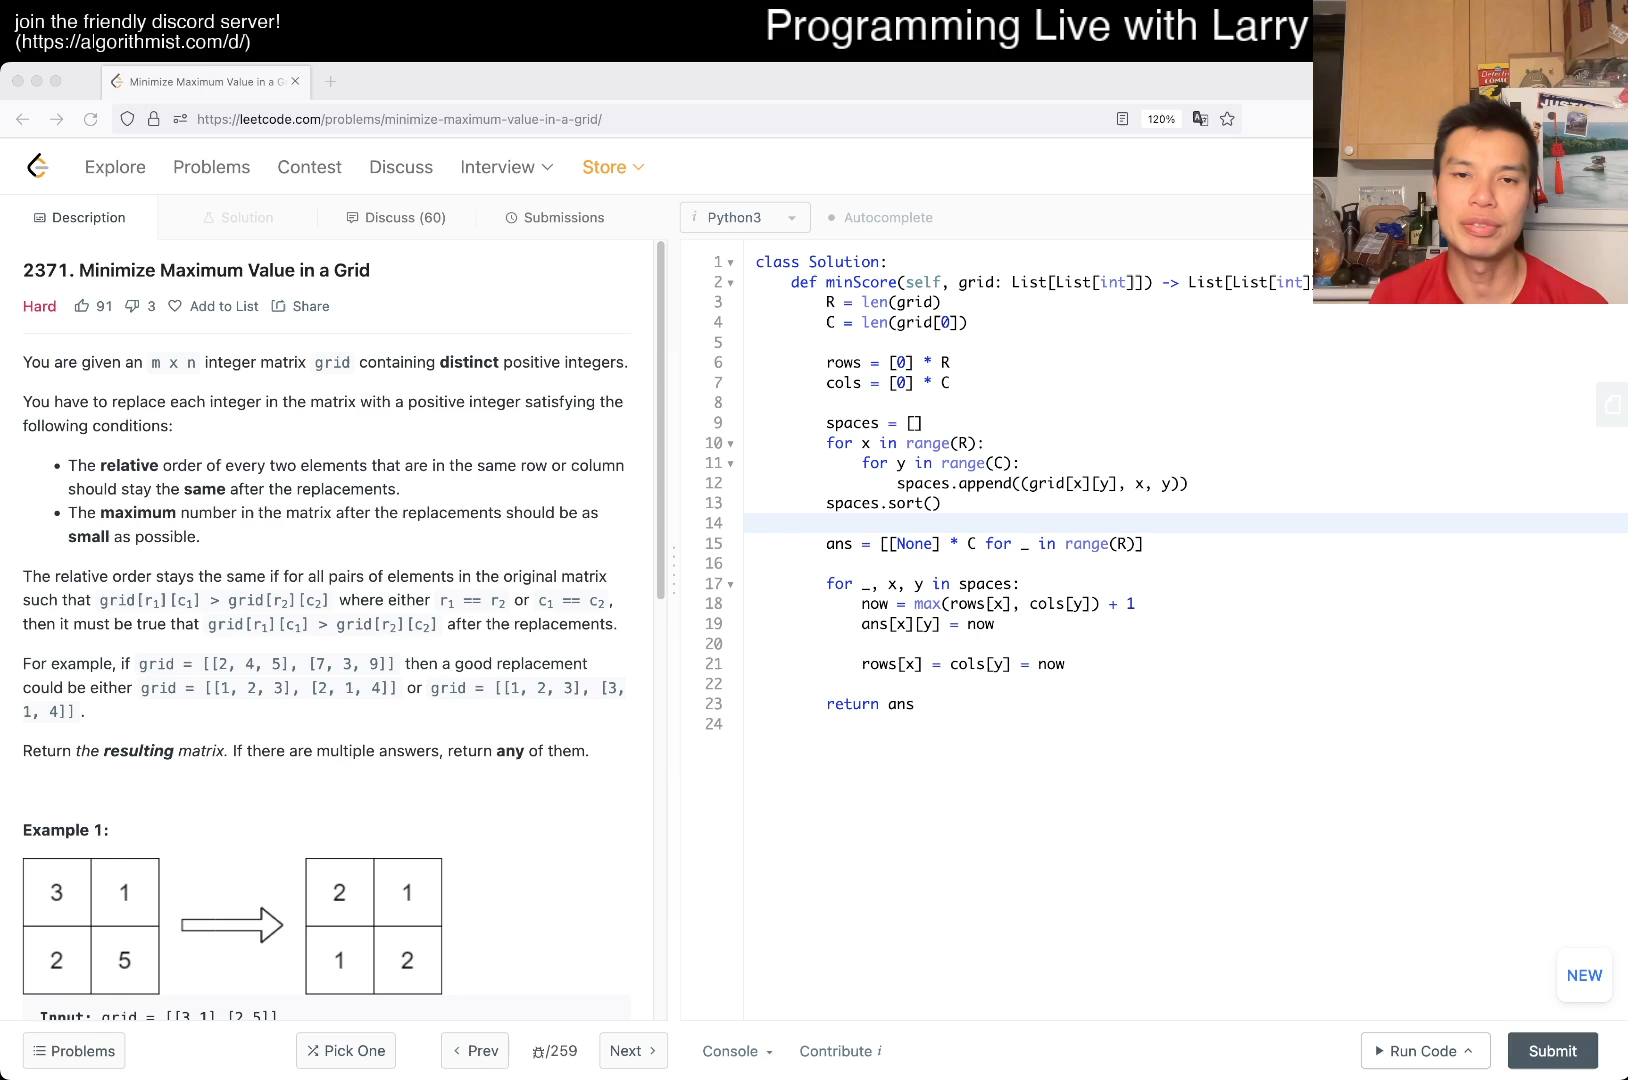 join the friendly discord server!
(https://algorithmist.com/d/)
Programming Live with Larry
Minimize Maximum Value in a G
https://leetcode.com/problems/minimize-maximum-value-in-a-grid/
120%
Explore
Problems
Contest
Discuss
Interview
Store
Description
Solution
Discuss (60)
Submissions
i Python3
Autocomplete
2371. Minimize Maximum Value in a Grid
Hard 91 3 Add to List Share
You are given an m x n integer matrix grid containing distinct positive integers.
You have to replace each integer in the matrix with a positive integer satisfying the
following conditions:
• The relative order of every two elements that are in the same row or column
should stay the same after the replacements.
• The maximum number in the matrix after the replacements should be as
small as possible.
The relative order stays the same if for all pairs of elements in the original matrix
such that grid[r1][c1] > grid[r2][c2] where either r1 == r2 or c1 == c2,
then it must be true that grid[r1][c1] > grid[r2][c2] after the replacements.
For example, if grid = [[2, 4, 5], [7, 3, 9]] then a good replacement
could be either grid = [[1, 2, 3], [2, 1, 4]] or grid = [[1, 2, 3], [3,
1, 4]].
Return the resulting matrix. If there are multiple answers, return any of them.
Example 1:
3 1 2 1
2 5 1 2
Input: grid = [[3,1],[2,5]]
1 class Solution:
2 def minScore(self, grid: List[List[int]]) -> List[List[int]
3 R = len(grid)
4 C = len(grid[0])
5
6 rows = [0] * R
7 cols = [0] * C
8
9 spaces = []
10 for x in range(R):
11 for y in range(C):
12 spaces.append((grid[x][y], x, y))
13 spaces.sort()
14
15 ans = [[None] * C for _ in range(R)]
16
17 for _, x, y in spaces:
18 now = max(rows[x], cols[y]) + 1
19 ans[x][y] = now
20
21 rows[x] = cols[y] = now
22
23 return ans
24
NEW
Problems
Pick One
Prev
/259
Next
Console
Contribute i
Run Code
Submit